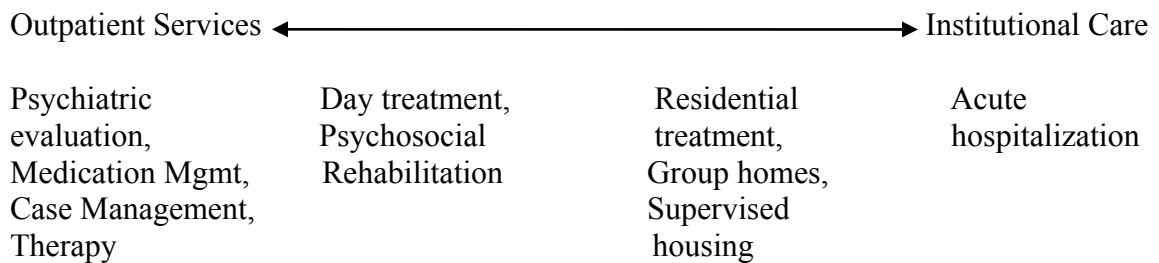 Outpatient Services Institutional Care
Psychiatric Day treatment, Residential Acute
evaluation, Psychosocial treatment, hospitalization
Medication Mgmt, Rehabilitation Group homes,
Case Management, Supervised
Therapy housing